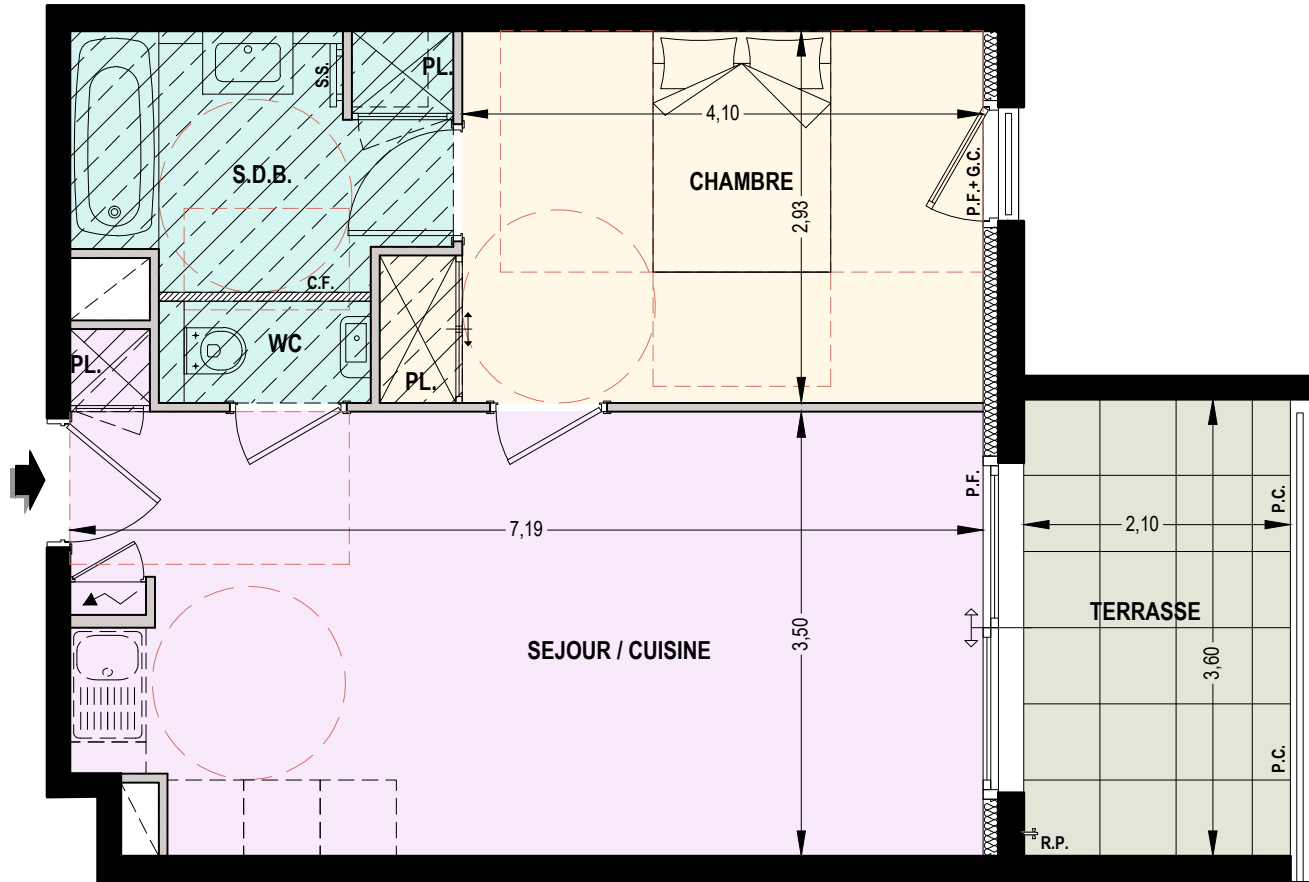 PL.
S.S.
4,10
S.D.B.
CHAMBRE
P.F.+ G.C.
2,93
C.F.
WC
PL.
PL.
P.F.
P.C.
7,19
2,10
TERRASSE
3,50
SEJOUR / CUISINE
3,60
P.C.
R.P.